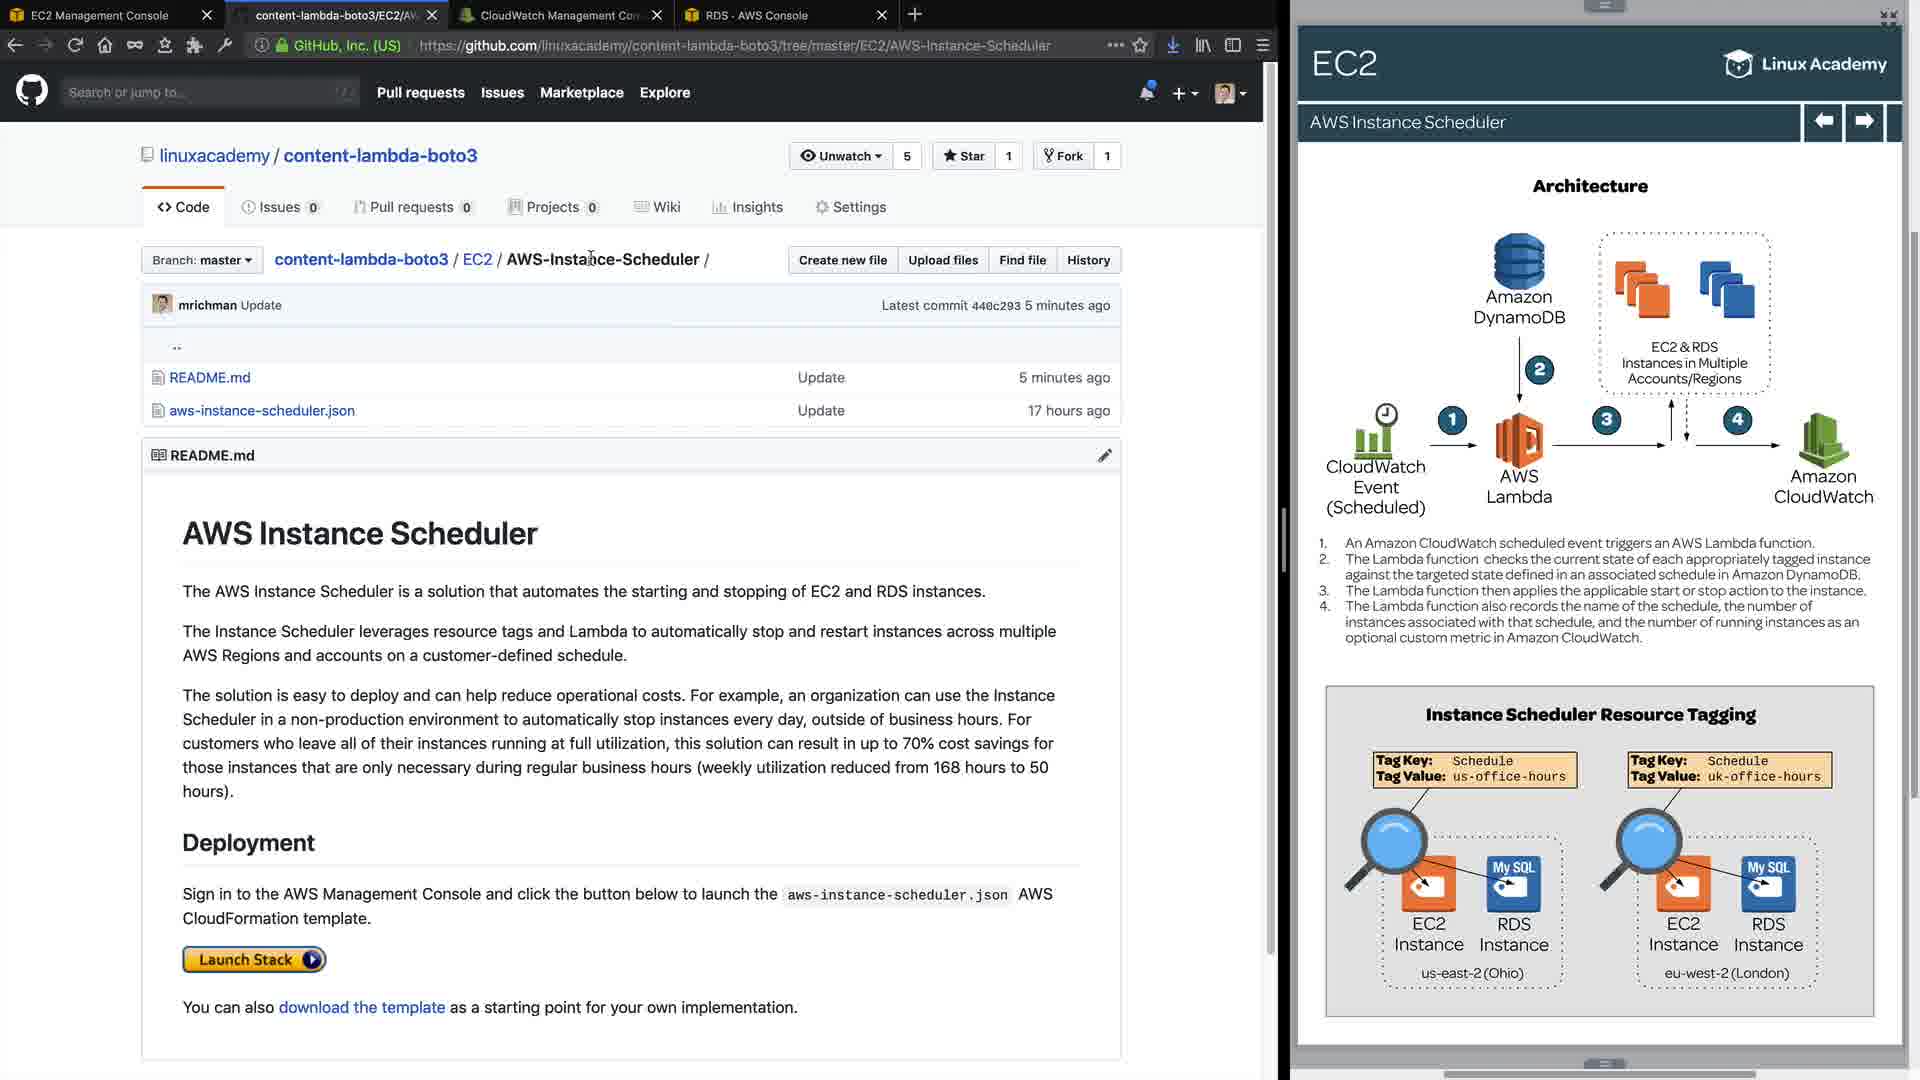 EC2 Management Console
content-lambda-boto3/EC2/AW
CloudWatch Management Con
RDS - AWS Console
GitHub, Inc. (US)
https://github.com/linuxacademy/content-lambda-boto3/tree/master/EC2/AWS-Instance-Scheduler
Search or jump to...
/
Pull requests
Issues
Marketplace
Explore
linuxacademy / content-lambda-boto3
Unwatch 5
Star 1
Fork 1
Code
Issues 0
Pull requests 0
Projects 0
Wiki
Insights
Settings
Branch: master
content-lambda-boto3 / EC2 / AWS-Instance-Scheduler /
Create new file
Upload files
Find file
History
mrichman Update
Latest commit 440c293 5 minutes ago
..
README.md Update 5 minutes ago
aws-instance-scheduler.json Update 17 hours ago
README.md
AWS Instance Scheduler
The AWS Instance Scheduler is a solution that automates the starting and stopping of EC2 and RDS instances.
The Instance Scheduler leverages resource tags and Lambda to automatically stop and restart instances across multiple
AWS Regions and accounts on a customer-defined schedule.
The solution is easy to deploy and can help reduce operational costs. For example, an organization can use the Instance
Scheduler in a non-production environment to automatically stop instances every day, outside of business hours. For
customers who leave all of their instances running at full utilization, this solution can result in up to 70% cost savings for
those instances that are only necessary during regular business hours (weekly utilization reduced from 168 hours to 50
hours).
Deployment
Sign in to the AWS Management Console and click the button below to launch the aws-instance-scheduler.json AWS
CloudFormation template.
Launch Stack
You can also download the template as a starting point for your own implementation.
EC2
Linux Academy
AWS Instance Scheduler
Architecture
Amazon
DynamoDB
EC2 & RDS
Instances in Multiple
Accounts/Regions
2
1
3
4
CloudWatch
Event
(Scheduled)
AWS
Lambda
Amazon
CloudWatch
1. An Amazon CloudWatch scheduled event triggers an AWS Lambda function.
2. The Lambda function checks the current state of each appropriately tagged instance
against the targeted state defined in an associated schedule in Amazon DynamoDB.
3. The Lambda function then applies the applicable start or stop action to the instance.
4. The Lambda function also records the name of the schedule, the number of
instances associated with that schedule, and the number of running instances as an
optional custom metric in Amazon CloudWatch.
Instance Scheduler Resource Tagging
Tag Key: Schedule
Tag Value: us-office-hours
Tag Key: Schedule
Tag Value: uk-office-hours
My SQL
My SQL
EC2
Instance
RDS
Instance
EC2
Instance
RDS
Instance
us-east-2 (Ohio)
eu-west-2 (London)